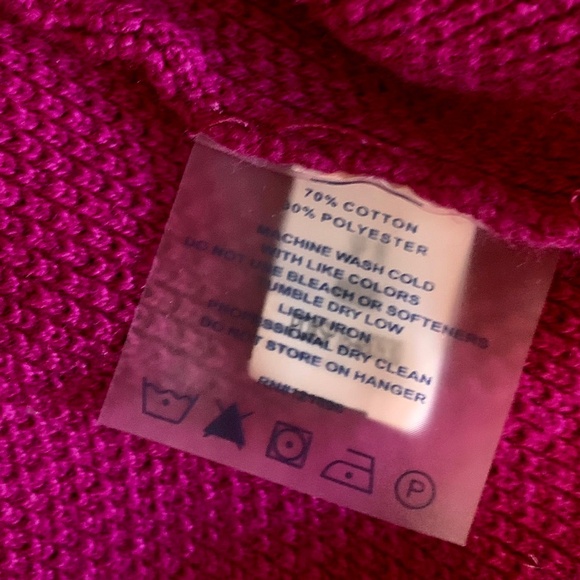 70% COTTON
30% POLYESTER
MACHINE WASH COLD
WITH LIKE COLORS
DO NOT USE BLEACH OR SOFTENERS
TUMBLE DRY LOW
LIGHT IRON
PROFESSIONAL DRY CLEAN
DO NOT STORE ON HANGER
P